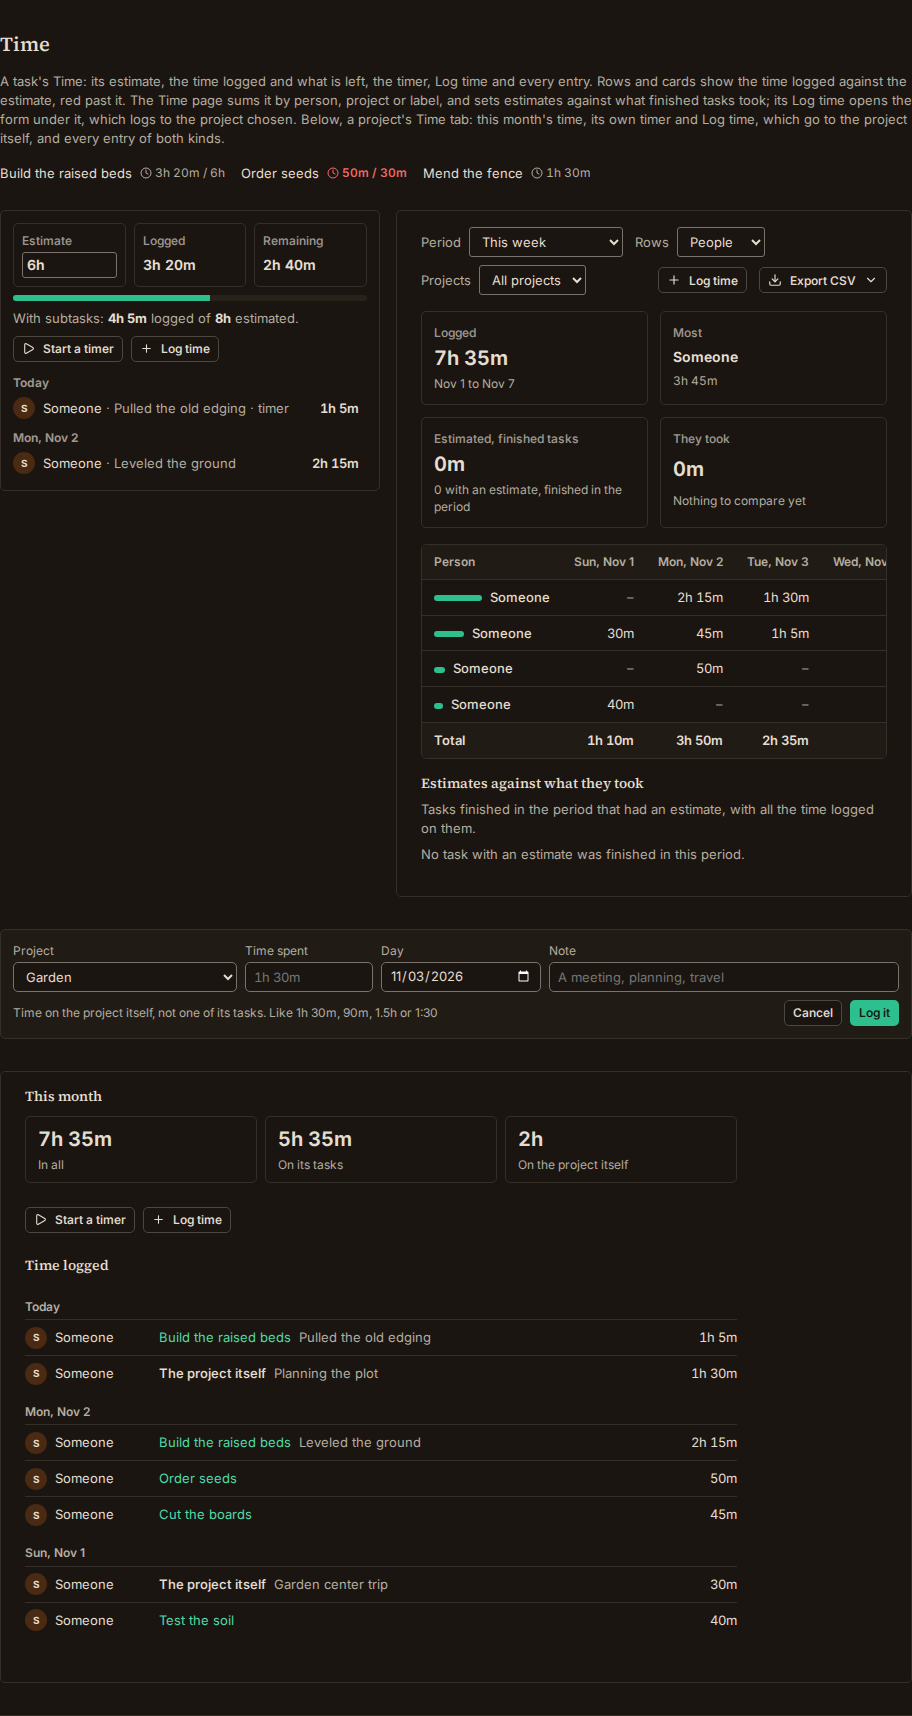 Time
A task's Time: its estimate, the time logged and what is left, the timer, Log time and every entry. Rows and cards show the time logged against the
estimate, red past it. The Time page sums it by person, project or label, and sets estimates against what finished tasks took; its Log time opens the
form under it, which logs to the project chosen. Below, a project's Time tab: this month's time, its own timer and Log time, which go to the project
itself, and every entry of both kinds.
Build the raised beds 3h 20m / 6h Order seeds 50m / 30m Mend the fence 1h 30m
Estimate Logged Remaining
6h 3h 20m 2h 40m
With subtasks: 4h 5m logged of 8h estimated.
Start a timer Log time
Today
S Someone · Pulled the old edging · timer 1h 5m
Mon, Nov 2
S Someone · Leveled the ground 2h 15m
Period This week Rows People
Projects All projects Log time Export CSV
Logged
7h 35m
Nov 1 to Nov 7
Most
Someone
3h 45m
Estimated, finished tasks
0m
0 with an estimate, finished in the
period
They took
0m
Nothing to compare yet
Person Sun, Nov 1 Mon, Nov 2 Tue, Nov 3 Wed, Nov
Someone – 2h 15m 1h 30m
Someone 30m 45m 1h 5m
Someone – 50m –
Someone 40m – –
Total 1h 10m 3h 50m 2h 35m
Estimates against what they took
Tasks finished in the period that had an estimate, with all the time logged
on them.
No task with an estimate was finished in this period.
Project Time spent Day Note
Garden 1h 30m 11/03/2026 A meeting, planning, travel
Time on the project itself, not one of its tasks. Like 1h 30m, 90m, 1.5h or 1:30 Cancel Log it
This month
7h 35m 5h 35m 2h
In all On its tasks On the project itself
Start a timer Log time
Time logged
Today
S Someone Build the raised beds Pulled the old edging 1h 5m
S Someone The project itself Planning the plot 1h 30m
Mon, Nov 2
S Someone Build the raised beds Leveled the ground 2h 15m
S Someone Order seeds 50m
S Someone Cut the boards 45m
Sun, Nov 1
S Someone The project itself Garden center trip 30m
S Someone Test the soil 40m